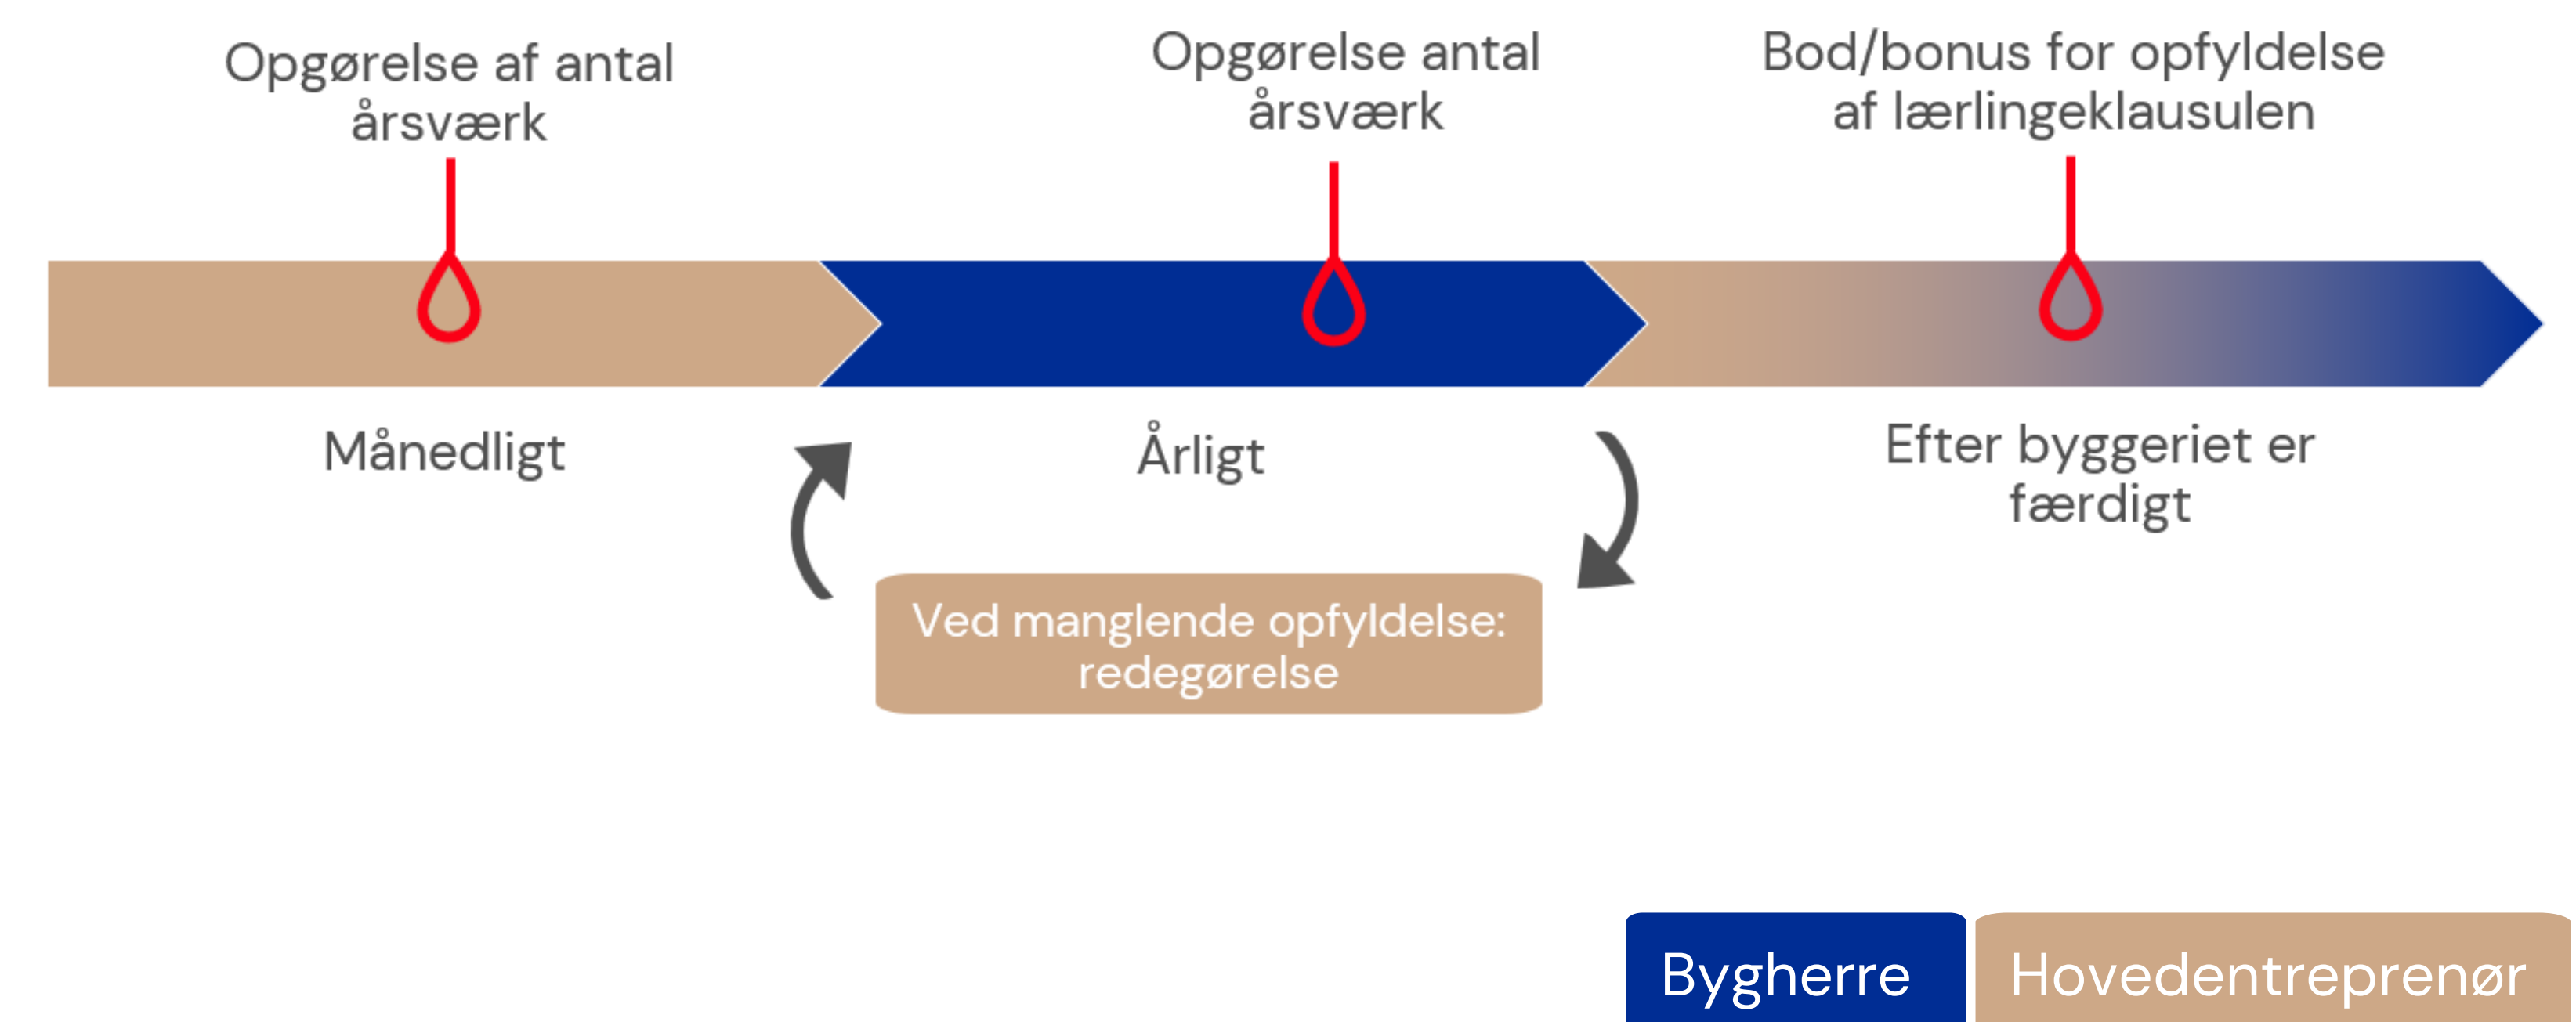 Opgørelse af antal
årsværk
Opgørelse antal
årsværk
Bod/bonus for opfyldelse
af lærlingeklausulen
Månedligt
Årligt
Efter byggeriet er
færdigt
Ved manglende opfyldelse:
redegørelse
Bygherre
Hovedentreprenør